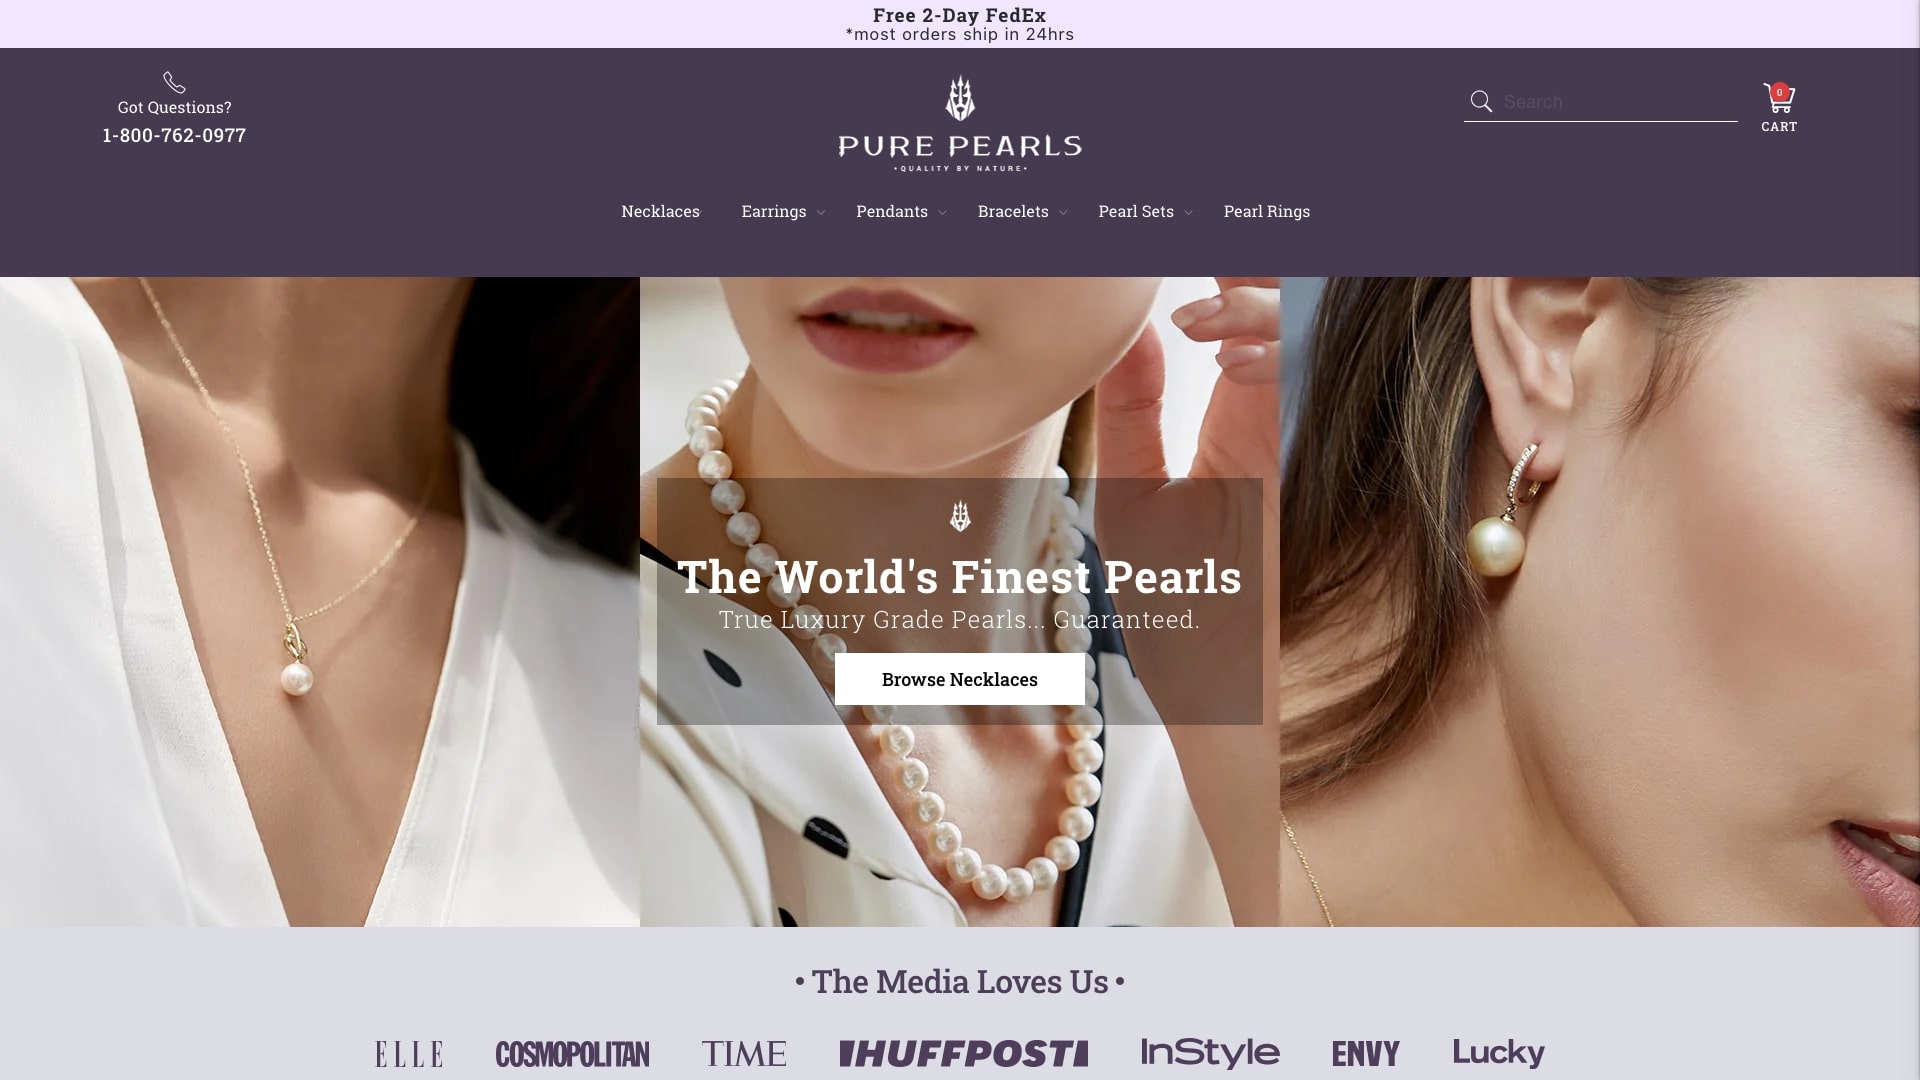 Free 2-Day FedEx
*most orders ship in 24hrs
Got Questions?
1-800-762-0977
PURE PEARLS
•QUALITY BY NATURE•
Search
0
CART
Necklaces
Earrings
Pendants
Bracelets
Pearl Sets
Pearl Rings
The World's Finest Pearls
True Luxury Grade Pearls... Guaranteed.
Browse Necklaces
• The Media Loves Us •
ELLE
COSMOPOLITAN
TIME
HUFFPOST
InStyle
ENVY
Lucky